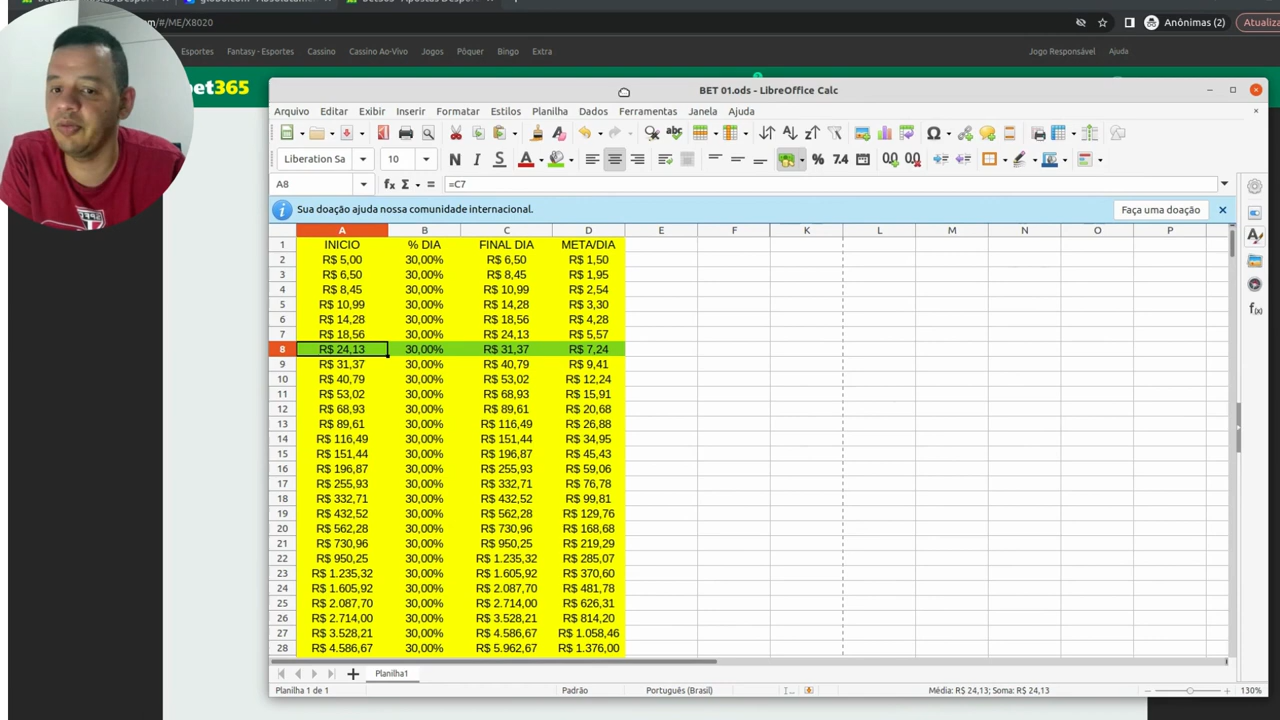 om/#/ME/X8020
Anônimas (2)
Atualiza
Esportes Fantasy - Esportes Cassino Cassino Ao-Vivo Jogos Pôquer Bingo Extra Jogo Responsável Ajuda
bet365
BET 01.ods - LibreOffice Calc
Arquivo Editar Exibir Inserir Formatar Estilos Planilha Dados Ferramentas Janela Ajuda
Liberation Sa 10 N I S A % 7.4
A8 fx Σ = =C7
Sua doação ajuda nossa comunidade internacional. Faça uma doação
A B C D E F K L M N O P
1 INICIO % DIA FINAL DIA META/DIA
2 R$ 5,00 30,00% R$ 6,50 R$ 1,50
3 R$ 6,50 30,00% R$ 8,45 R$ 1,95
4 R$ 8,45 30,00% R$ 10,99 R$ 2,54
5 R$ 10,99 30,00% R$ 14,28 R$ 3,30
6 R$ 14,28 30,00% R$ 18,56 R$ 4,28
7 R$ 18,56 30,00% R$ 24,13 R$ 5,57
8 R$ 24,13 30,00% R$ 31,37 R$ 7,24
9 R$ 31,37 30,00% R$ 40,79 R$ 9,41
10 R$ 40,79 30,00% R$ 53,02 R$ 12,24
11 R$ 53,02 30,00% R$ 68,93 R$ 15,91
12 R$ 68,93 30,00% R$ 89,61 R$ 20,68
13 R$ 89,61 30,00% R$ 116,49 R$ 26,88
14 R$ 116,49 30,00% R$ 151,44 R$ 34,95
15 R$ 151,44 30,00% R$ 196,87 R$ 45,43
16 R$ 196,87 30,00% R$ 255,93 R$ 59,06
17 R$ 255,93 30,00% R$ 332,71 R$ 76,78
18 R$ 332,71 30,00% R$ 432,52 R$ 99,81
19 R$ 432,52 30,00% R$ 562,28 R$ 129,76
20 R$ 562,28 30,00% R$ 730,96 R$ 168,68
21 R$ 730,96 30,00% R$ 950,25 R$ 219,29
22 R$ 950,25 30,00% R$ 1.235,32 R$ 285,07
23 R$ 1.235,32 30,00% R$ 1.605,92 R$ 370,60
24 R$ 1.605,92 30,00% R$ 2.087,70 R$ 481,78
25 R$ 2.087,70 30,00% R$ 2.714,00 R$ 626,31
26 R$ 2.714,00 30,00% R$ 3.528,21 R$ 814,20
27 R$ 3.528,21 30,00% R$ 4.586,67 R$ 1.058,46
28 R$ 4.586,67 30,00% R$ 5.962,67 R$ 1.376,00
Planilha1
Planilha 1 de 1 Padrão Português (Brasil) Média: R$ 24,13; Soma: R$ 24,13 130%